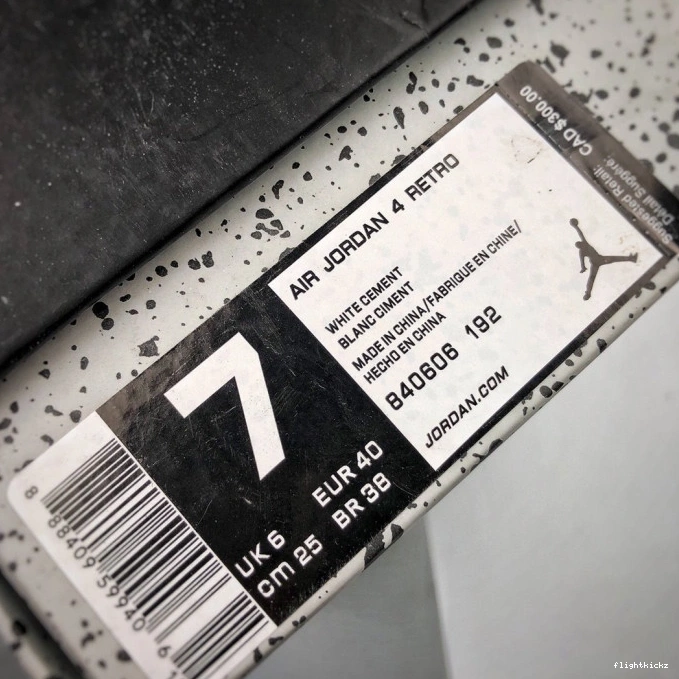 CAD $300.00
Suggested Retail:
Détail Suggéré:
AIR JORDAN 4 RETRO
WHITE CEMENT
BLANC CIMENT
MADE IN CHINA/FABRIQUE EN CHINE/
HECHO EN CHINA
840606 192
JORDAN.COM
7
UK 6 EUR 40
cm 25 BR 38
8 88409 59940 6
flightkickz